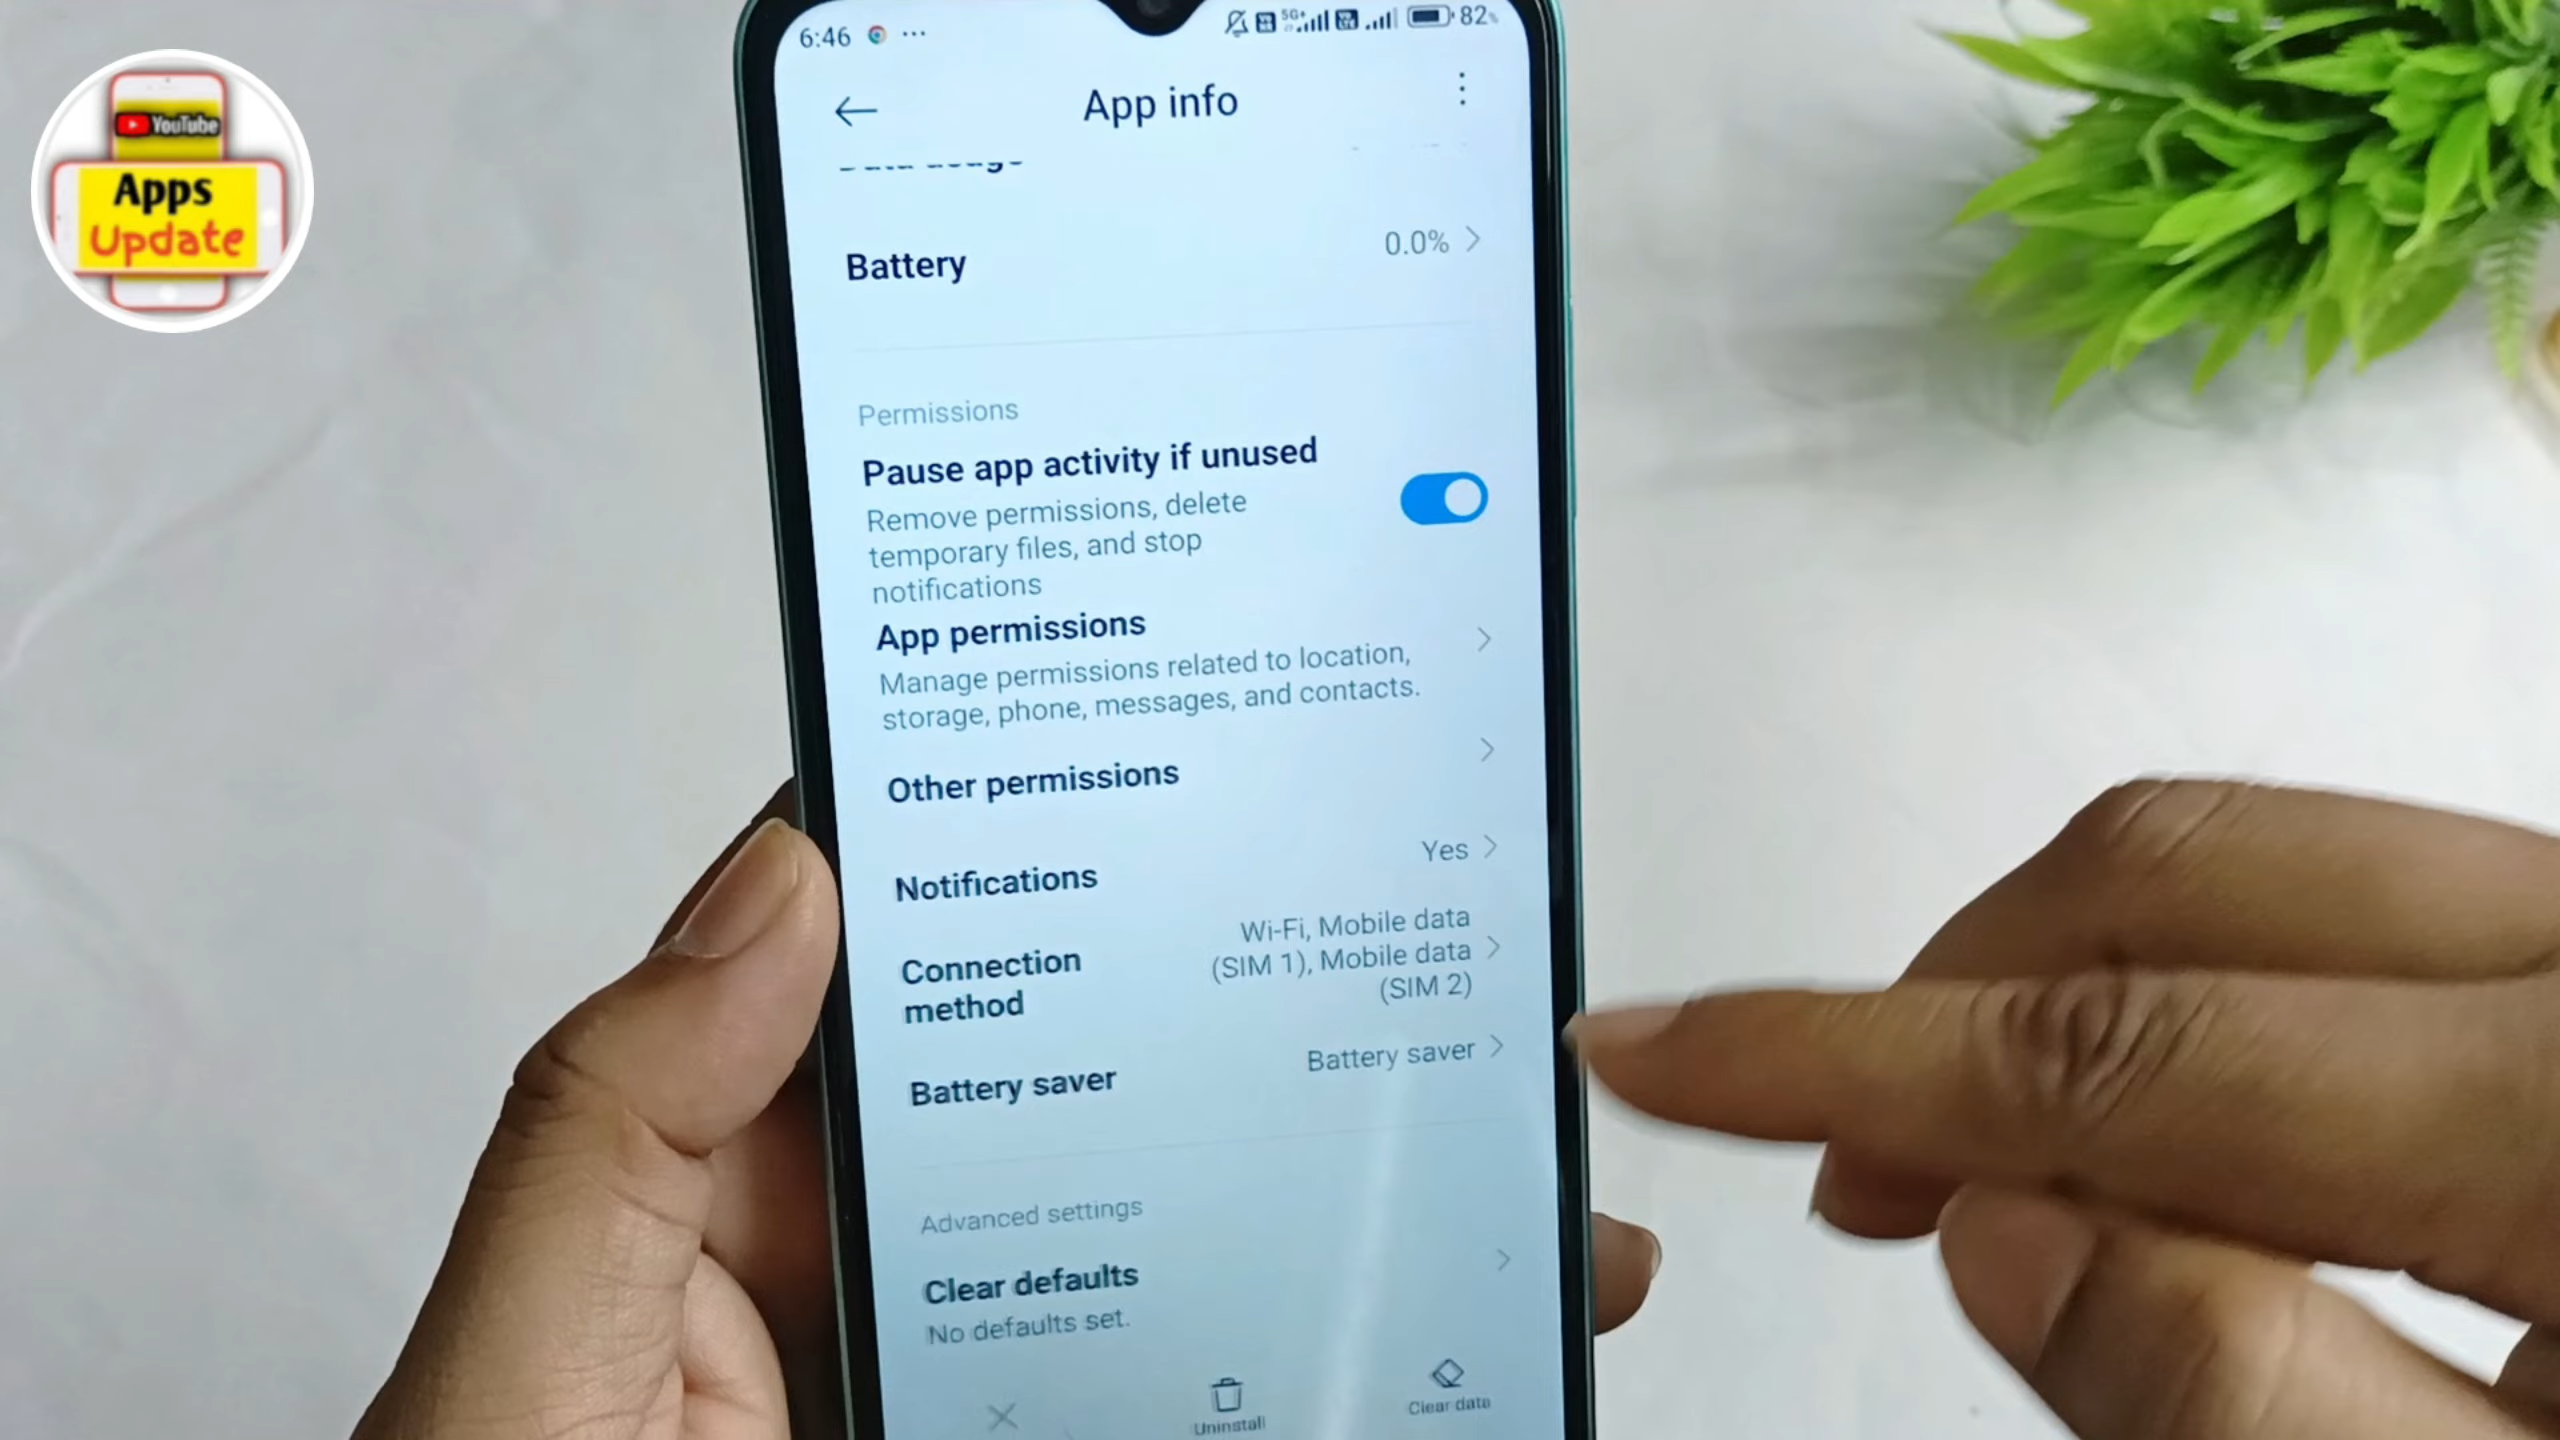 YouTube
Apps
Update
6:46 ... 5G+ 82%
App info
Data usage
Battery 0.0%
Permissions
Pause app activity if unused
Remove permissions, delete
temporary files, and stop
notifications
App permissions
Manage permissions related to location,
storage, phone, messages, and contacts.
Other permissions
Notifications Yes
Connection
method
Wi-Fi, Mobile data
(SIM 1), Mobile data
(SIM 2)
Battery saver Battery saver
Advanced settings
Clear defaults
No defaults set.
Uninstall
Clear data